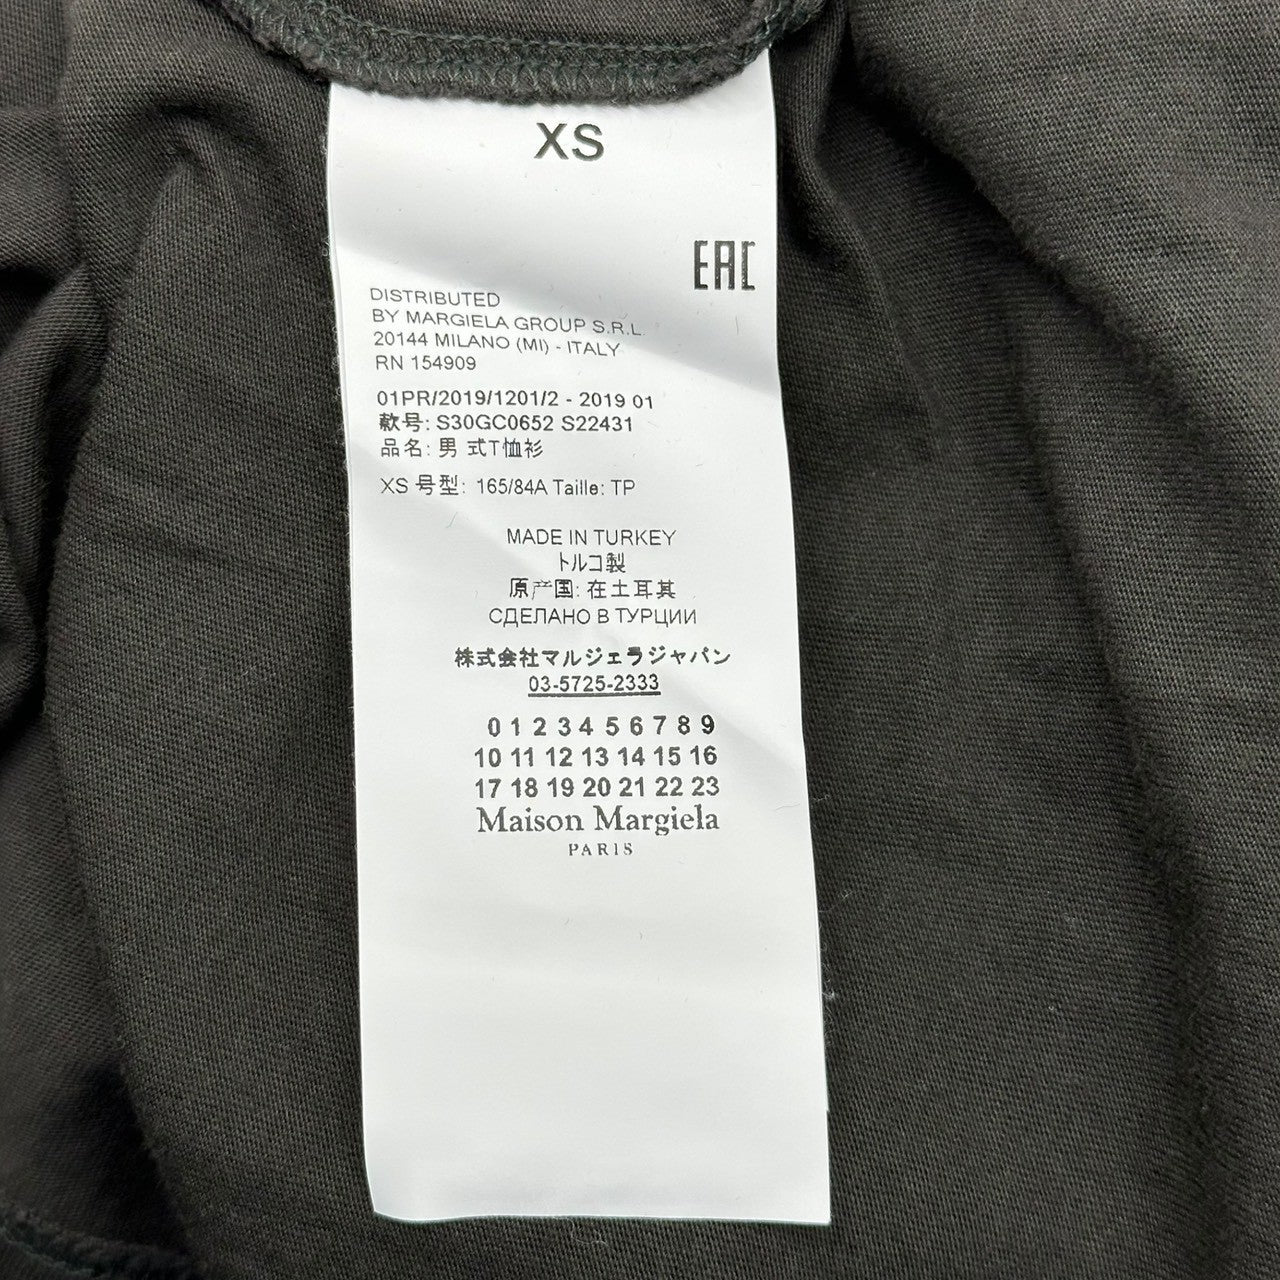 XS
EAC
DISTRIBUTED
BY MARGIELA GROUP S.R.L.
20144 MILANO (MI) - ITALY
RN 154909
01PR/2019/1201/2 - 2019 01
款号: S30GC0652 S22431
品名: 男 式T恤衫
XS 号型: 165/84A Taille: TP
MADE IN TURKEY
トルコ製
原产国: 在土耳其
СДЕЛАНО В ТУРЦИИ
株式会社マルジェラジャパン
03-5725-2333
0 1 2 3 4 5 6 7 8 9
10 11 12 13 14 15 16
17 18 19 20 21 22 23
Maison Margiela
PARIS